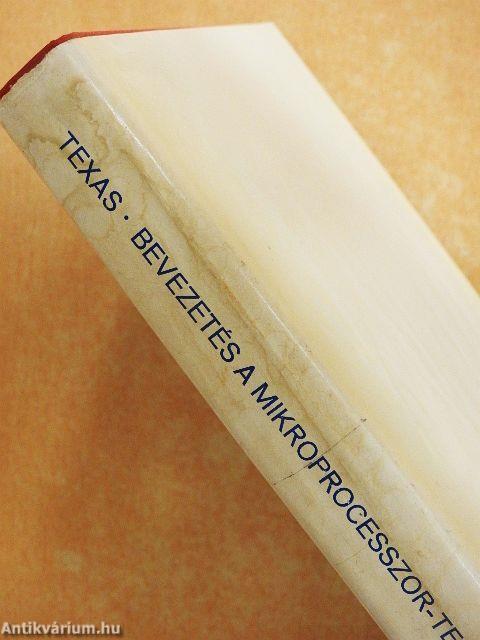 TEXAS · BEVEZETÉS A MIKROPROCESSZOR-TE
Antikvárium.hu